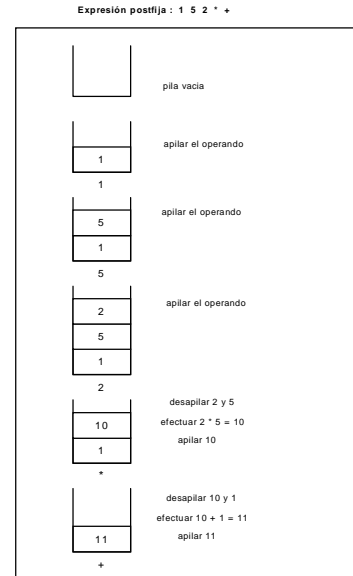 Expresión postfija : 1 5 2 * +
pila vacia
apilar el operando
1
1
apilar el operando
5
1
5
apilar el operando
2
5
1
2
desapilar 2 y 5
efectuar 2 * 5 = 10
apilar 10
10
1
*
desapilar 10 y 1
efectuar 10 + 1 = 11
apilar 11
11
+